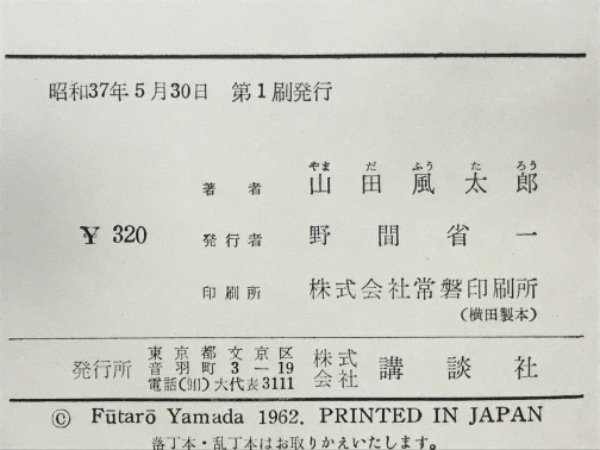 昭和37年5月30日 第1刷発行
やま だ ふう た ろう
著者 山田風太郎
¥ 320 発行者 野間省一
印刷所 株式会社常磐印刷所
(横田製本)
発行所 東京都文京区音羽町3-19 電話(941)大代表3111 株式会社 講談社
© Fūtarō Yamada 1962. PRINTED IN JAPAN
落丁本・乱丁本はお取りかえいたします。